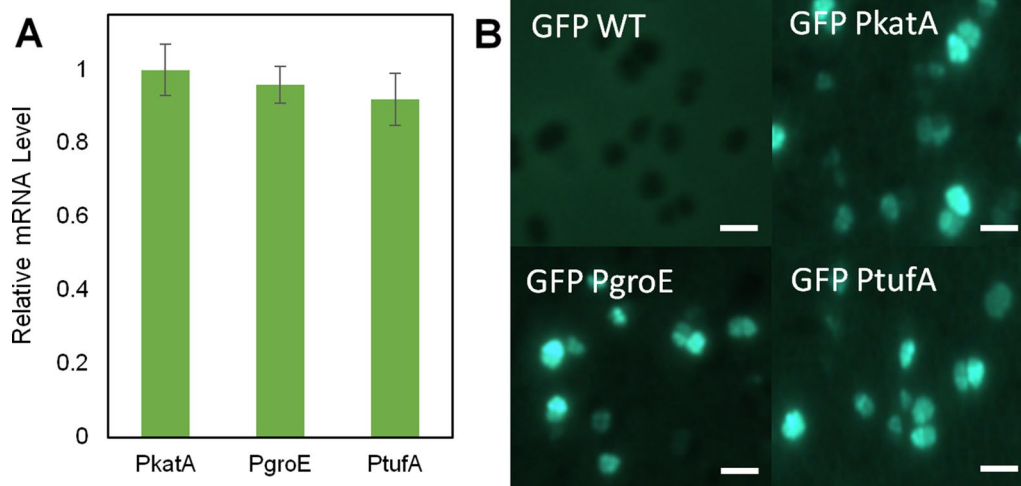 A
Relative mRNA Level
1
0.8
0.6
0.4
0.2
0
PkatA PgroE PtufA
B
GFP WT
GFP PkatA
GFP PgroE
GFP PtufA